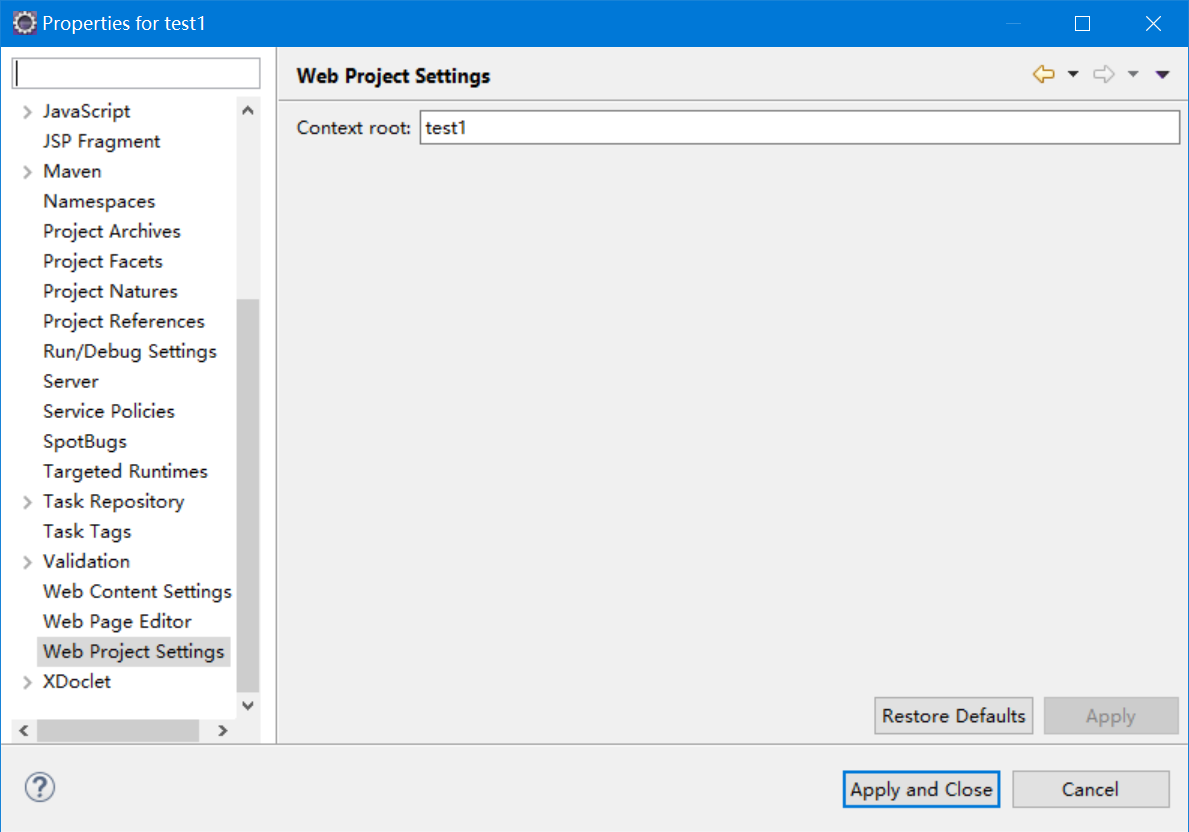 Properties for test1
JavaScript
JSP Fragment
Maven
Namespaces
Project Archives
Project Facets
Project Natures
Project References
Run/Debug Settings
Server
Service Policies
SpotBugs
Targeted Runtimes
Task Repository
Task Tags
Validation
Web Content Settings
Web Page Editor
Web Project Settings
XDoclet
Web Project Settings
Context root: test1
Restore Defaults Apply
? Apply and Close Cancel